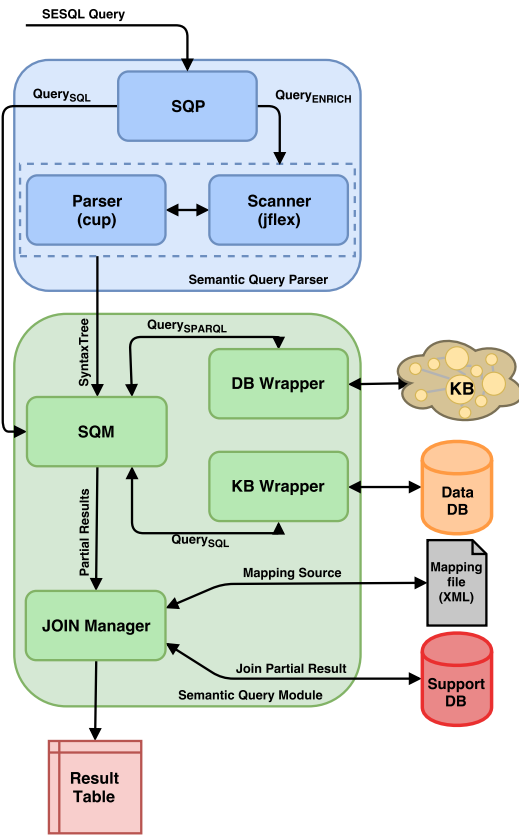 SESQL Query
QuerySQL
SQP
QueryENRICH
Parser
(cup)
Scanner
(jflex)
Semantic Query Parser
SyntaxTree
QuerySPARQL
DB Wrapper
KB
SQM
KB Wrapper
Data
DB
QuerySQL
Partial Results
Mapping Source
Mapping
file
(XML)
JOIN Manager
Join Partial Result
Support
DB
Semantic Query Module
Result
Table